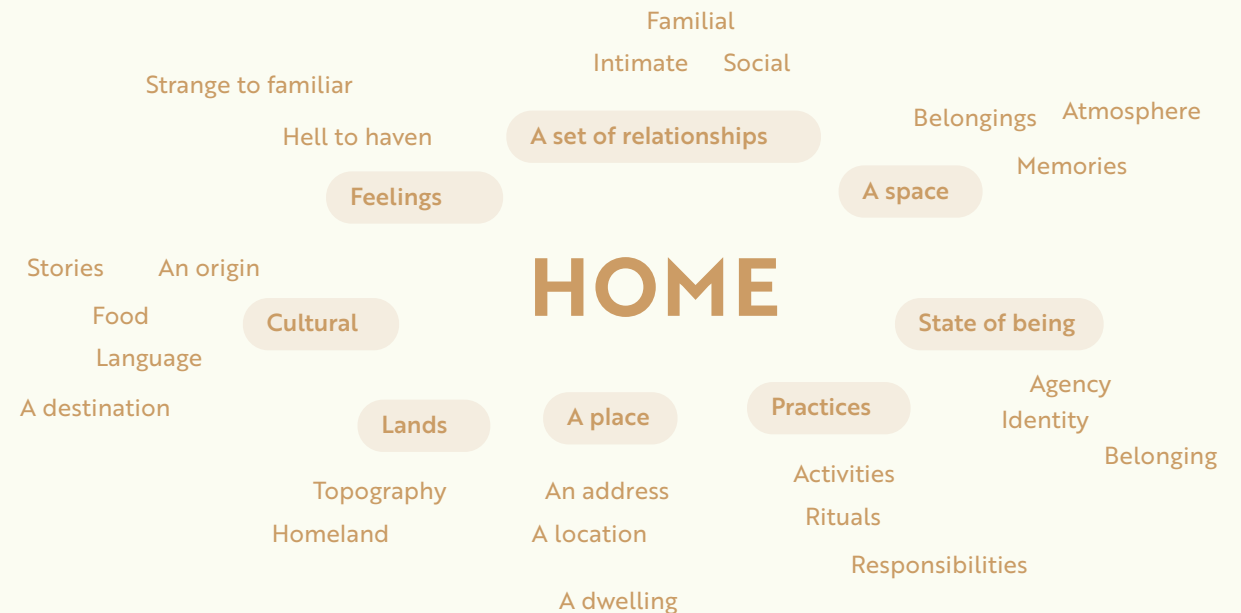 Familial
Intimate Social
Strange to familiar
Hell to haven
A set of relationships
Belongings Atmosphere
Memories
Feelings
A space
Stories An origin
HOME
Food
Cultural
State of being
Language
A destination
Agency
Identity
Belonging
Lands
A place
Practices
Topography
Homeland
An address
A location
A dwelling
Activities
Rituals
Responsibilities